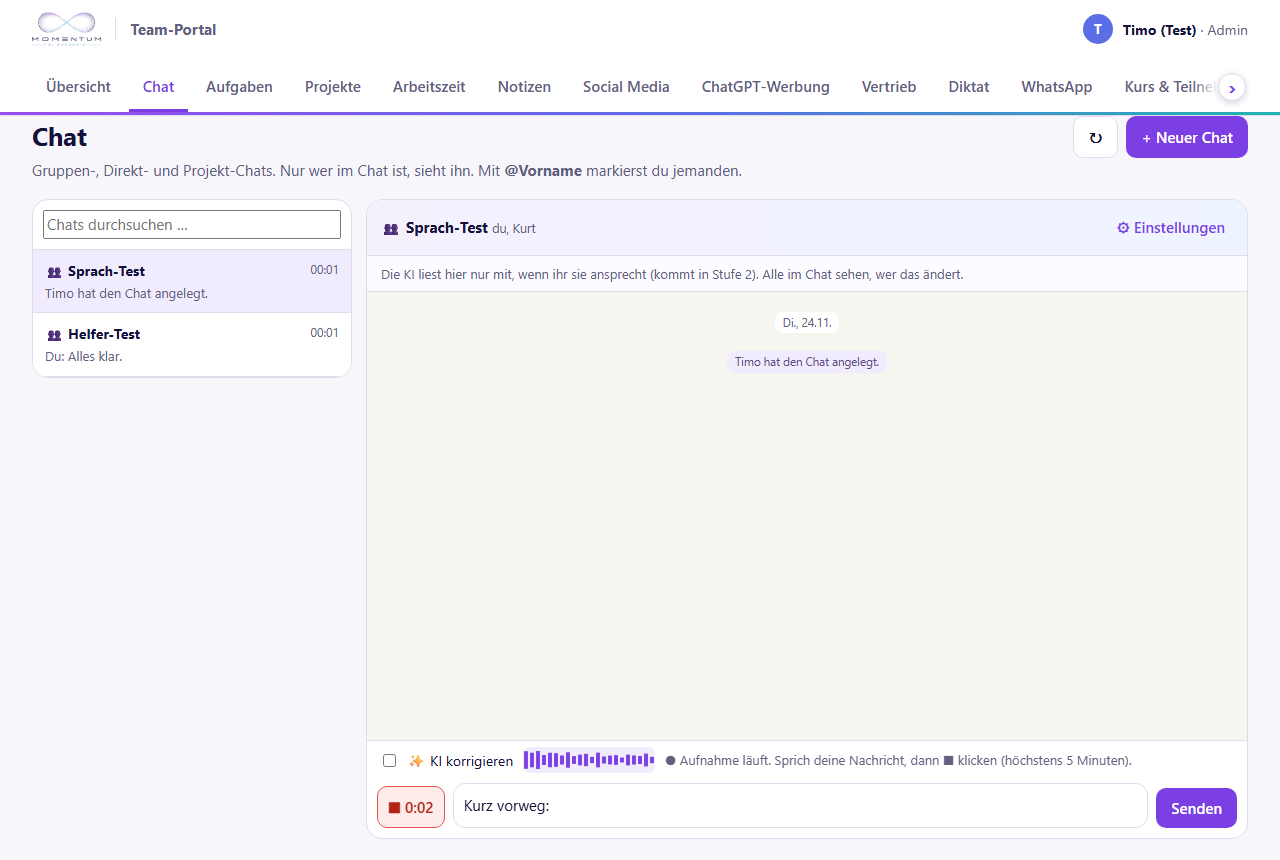 MOMENTUM
Team-Portal
T Timo (Test) · Admin
Übersicht Chat Aufgaben Projekte Arbeitszeit Notizen Social Media ChatGPT-Werbung Vertrieb Diktat WhatsApp Kurs & Teilne
Chat
↻ + Neuer Chat
Gruppen-, Direkt- und Projekt-Chats. Nur wer im Chat ist, sieht ihn. Mit @Vorname markierst du jemanden.
Chats durchsuchen ...
Sprach-Test 00:01
Timo hat den Chat angelegt.
Helfer-Test 00:01
Du: Alles klar.
Sprach-Test du, Kurt
⚙ Einstellungen
Die KI liest hier nur mit, wenn ihr sie ansprecht (kommt in Stufe 2). Alle im Chat sehen, wer das ändert.
Di., 24.11.
Timo hat den Chat angelegt.
✨ KI korrigieren ● Aufnahme läuft. Sprich deine Nachricht, dann ■ klicken (höchstens 5 Minuten).
■ 0:02 Kurz vorweg: Senden